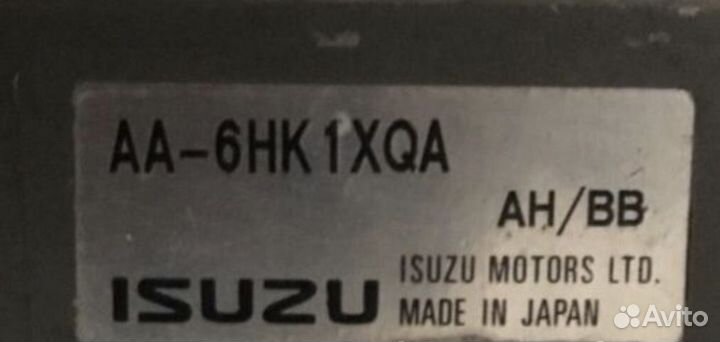 AA-6HK1XQA
AH/BB
ISUZU
ISUZU MOTORS LTD.
MADE IN JAPAN
Avito